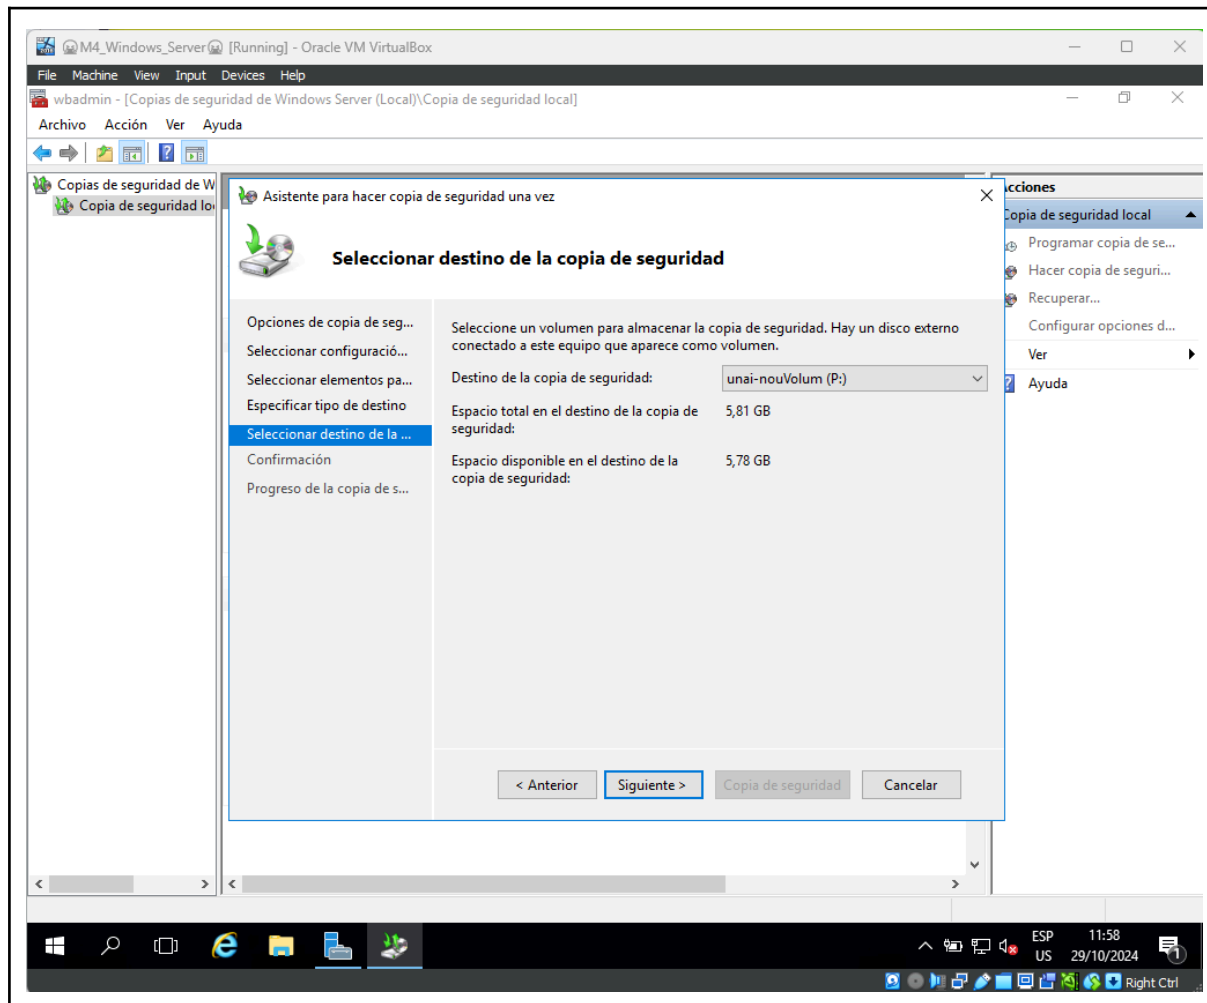 M4_Windows_Server [Running] - Oracle VM VirtualBox
File Machine View Input Devices Help
wbadmin - [Copias de seguridad de Windows Server (Local)\Copia de seguridad local]
Archivo Acción Ver Ayuda
Copias de seguridad de W
Copia de seguridad lo
Asistente para hacer copia de seguridad una vez
Seleccionar destino de la copia de seguridad
Opciones de copia de seg...
Seleccionar configuració...
Seleccionar elementos pa...
Especificar tipo de destino
Seleccionar destino de la ...
Confirmación
Progreso de la copia de s...
Seleccione un volumen para almacenar la copia de seguridad. Hay un disco externo
conectado a este equipo que aparece como volumen.
Destino de la copia de seguridad: unai-nouVolum (P:)
Espacio total en el destino de la copia de 5,81 GB
seguridad:
Espacio disponible en el destino de la 5,78 GB
copia de seguridad:
< Anterior Siguiente > Copia de seguridad Cancelar
cciones
Copia de seguridad local
Programar copia de se...
Hacer copia de seguri...
Recuperar...
Configurar opciones d...
Ver
Ayuda
ESP 11:58
US 29/10/2024
1
Right Ctrl